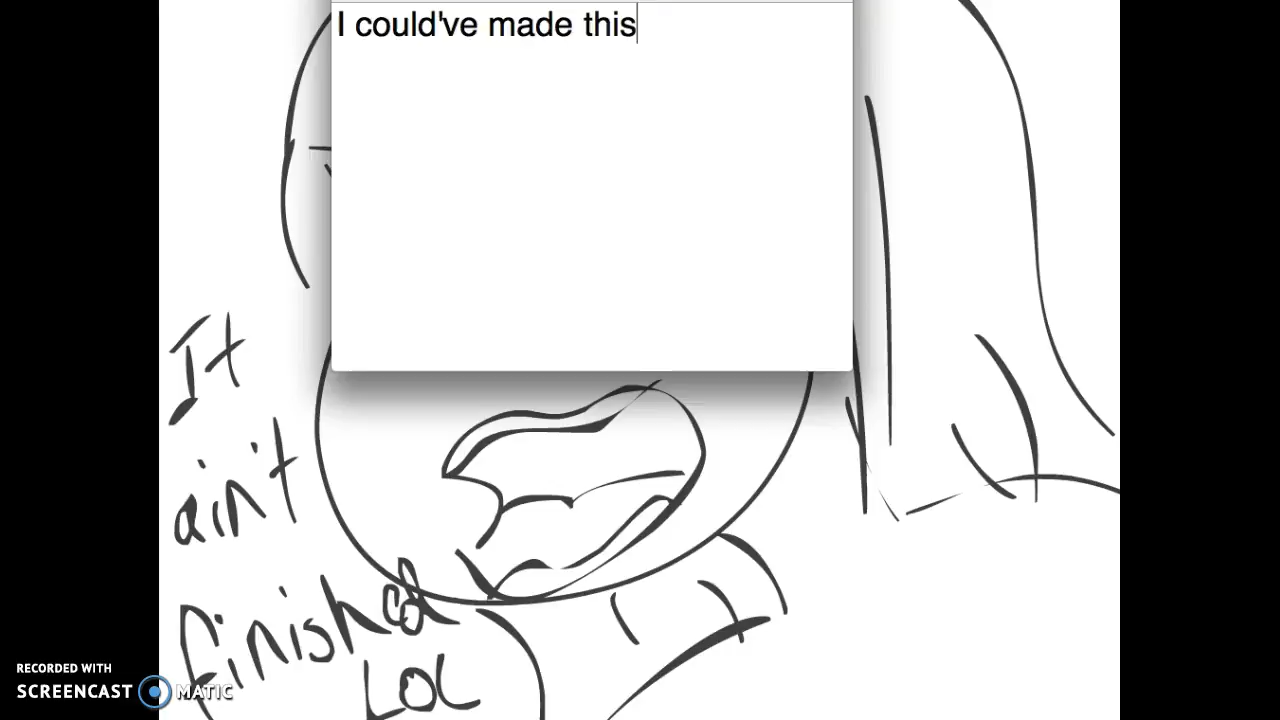 I could've made this
It
ain't
finished
LOL
RECORDED WITH
SCREENCAST MATIC